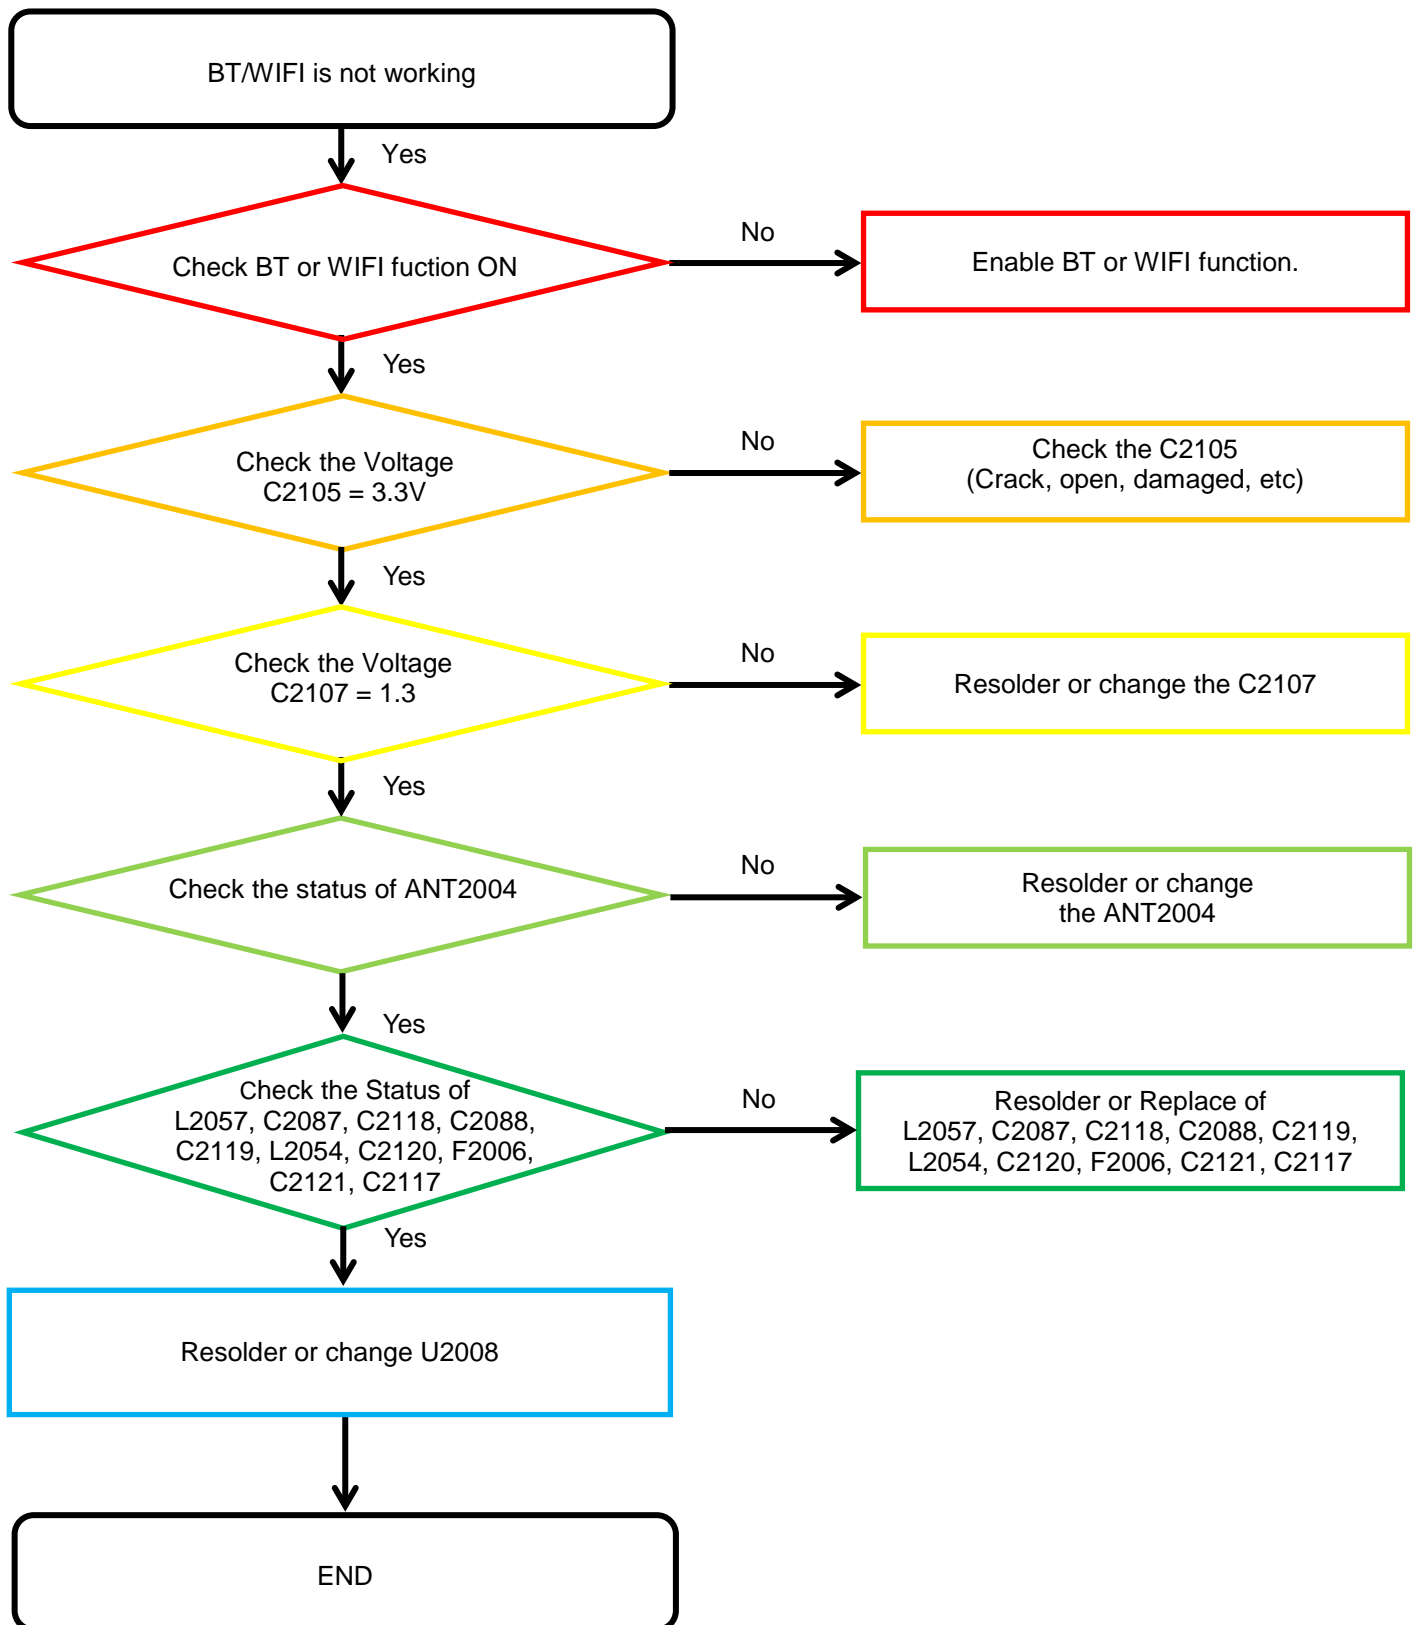 BT/WIFI is not working
Yes
Check BT or WIFI fuction ON
No
Enable BT or WIFI function.
Yes
Check the Voltage
C2105 = 3.3V
No
Check the C2105
(Crack, open, damaged, etc)
Yes
Check the Voltage
C2107 = 1.3
No
Resolder or change the C2107
Yes
Check the status of ANT2004
No
Resolder or change
the ANT2004
Yes
Check the Status of
L2057, C2087, C2118, C2088,
C2119, L2054, C2120, F2006,
C2121, C2117
No
Resolder or Replace of
L2057, C2087, C2118, C2088, C2119,
L2054, C2120, F2006, C2121, C2117
Yes
Resolder or change U2008
END